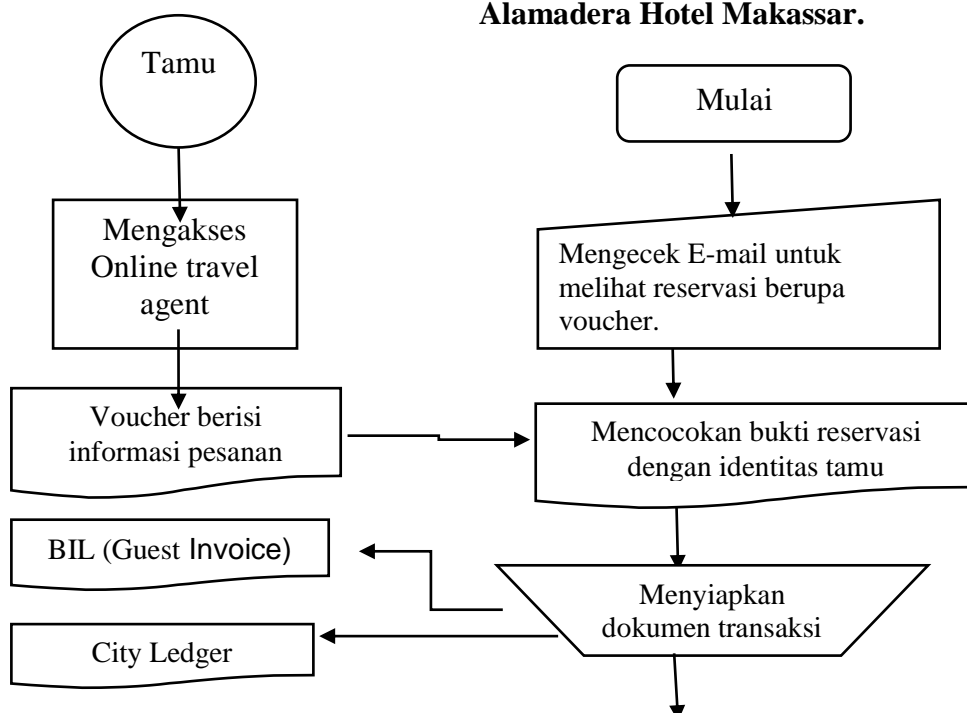 Alamadera Hotel Makassar.
Tamu
Mulai
Mengakses
Online travel
agent
Mengecek E-mail untuk
melihat reservasi berupa
voucher.
Voucher berisi
informasi pesanan
Mencocokan bukti reservasi
dengan identitas tamu
BIL (Guest Invoice)
Menyiapkan
dokumen transaksi
City Ledger